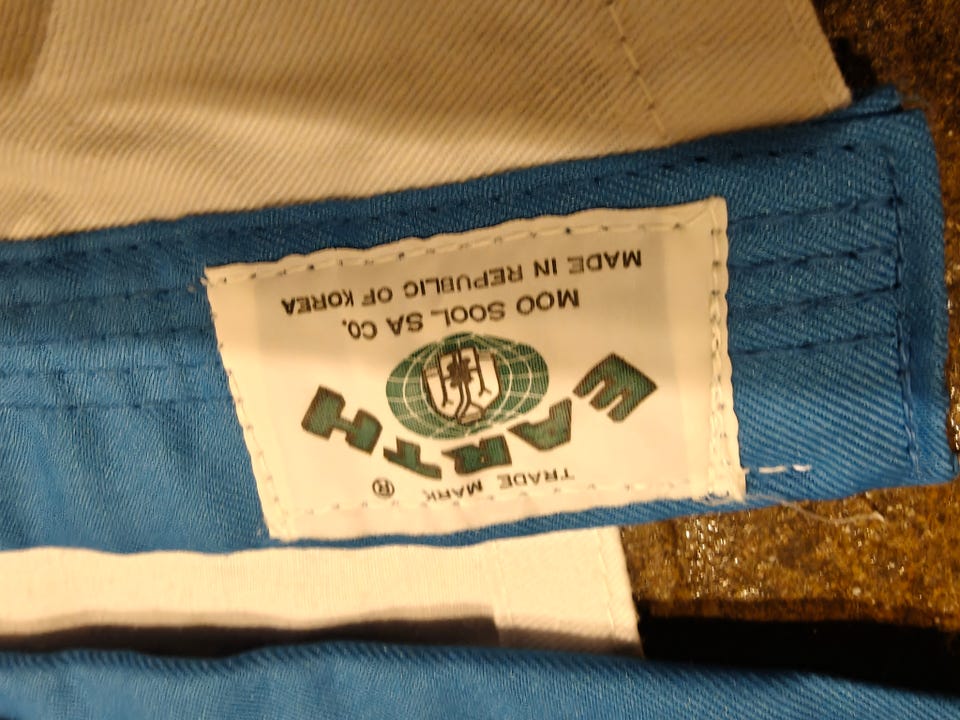 TRADE MARK ®
EARTH
MOO SOOL SA CO.
MADE IN REPUBLIC OF KOREA